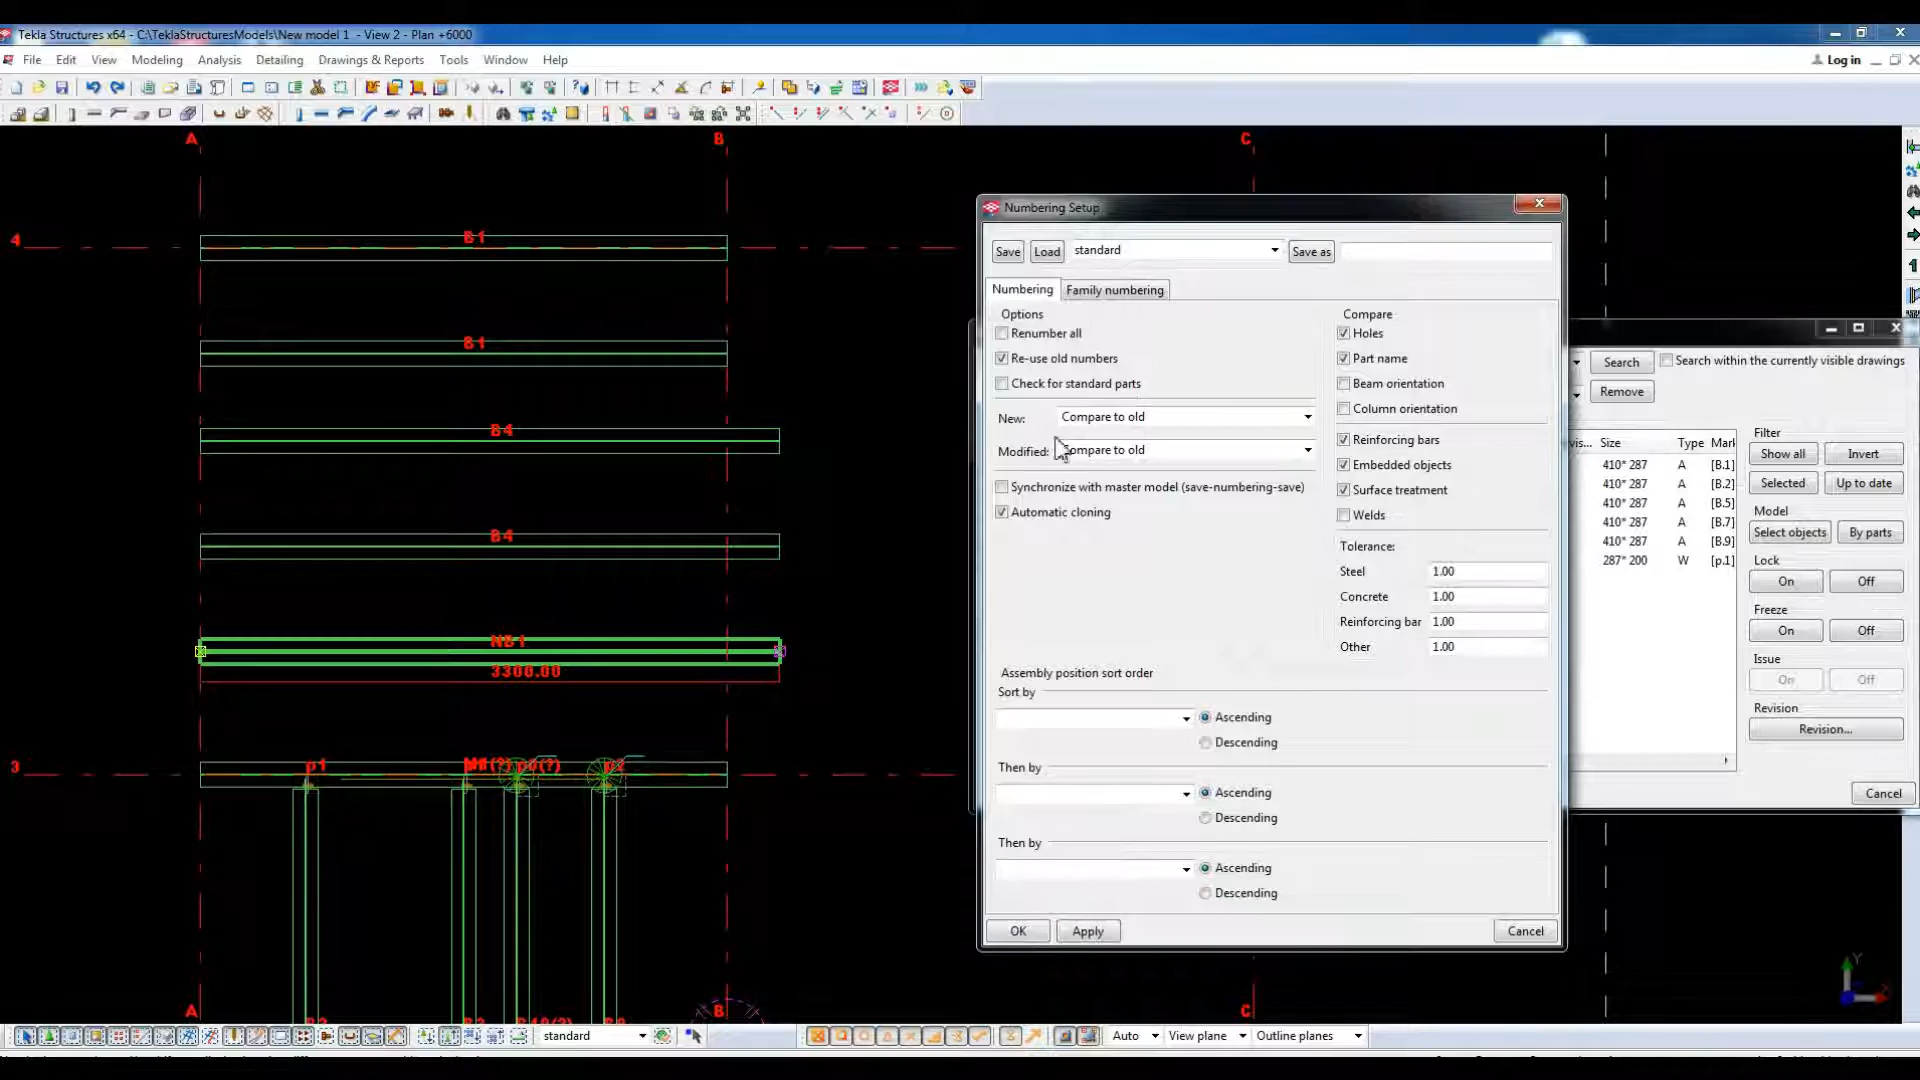 Tekla Structures x64 - C:\TeklaStructuresModels\New model 1 - View 2 - Plan +6000
File Edit View Modeling Analysis Detailing Drawings & Reports Tools Window Help
Log in
A B C
4 B1
B1
B4
B4
NB1
3300.00
3 p1
A B C
Numbering Setup
Save Load standard Save as
Numbering Family numbering
Options
Renumber all
Re-use old numbers
Check for standard parts
New: Compare to old
Modified: Compare to old
Synchronize with master model (save-numbering-save)
Automatic cloning
Compare
Holes
Part name
Beam orientation
Column orientation
Reinforcing bars
Embedded objects
Surface treatment
Welds
Tolerance:
Steel 1.00
Concrete 1.00
Reinforcing bar 1.00
Other 1.00
Assembly position sort order
Sort by
Ascending
Descending
Then by
Ascending
Descending
Then by
Ascending
Descending
OK Apply Cancel
Search Search within the currently visible drawings
Remove
vis... Size Type Mark
410* 287 A [B.1]
410* 287 A [B.2]
410* 287 A [B.5]
410* 287 A [B.7]
410* 287 A [B.9]
287* 200 W [p.1]
Filter
Show all Invert
Selected Up to date
Model
Select objects By parts
Lock
On Off
Freeze
On Off
Issue
On Off
Revision
Revision...
Cancel
Y
standard Auto View plane Outline planes